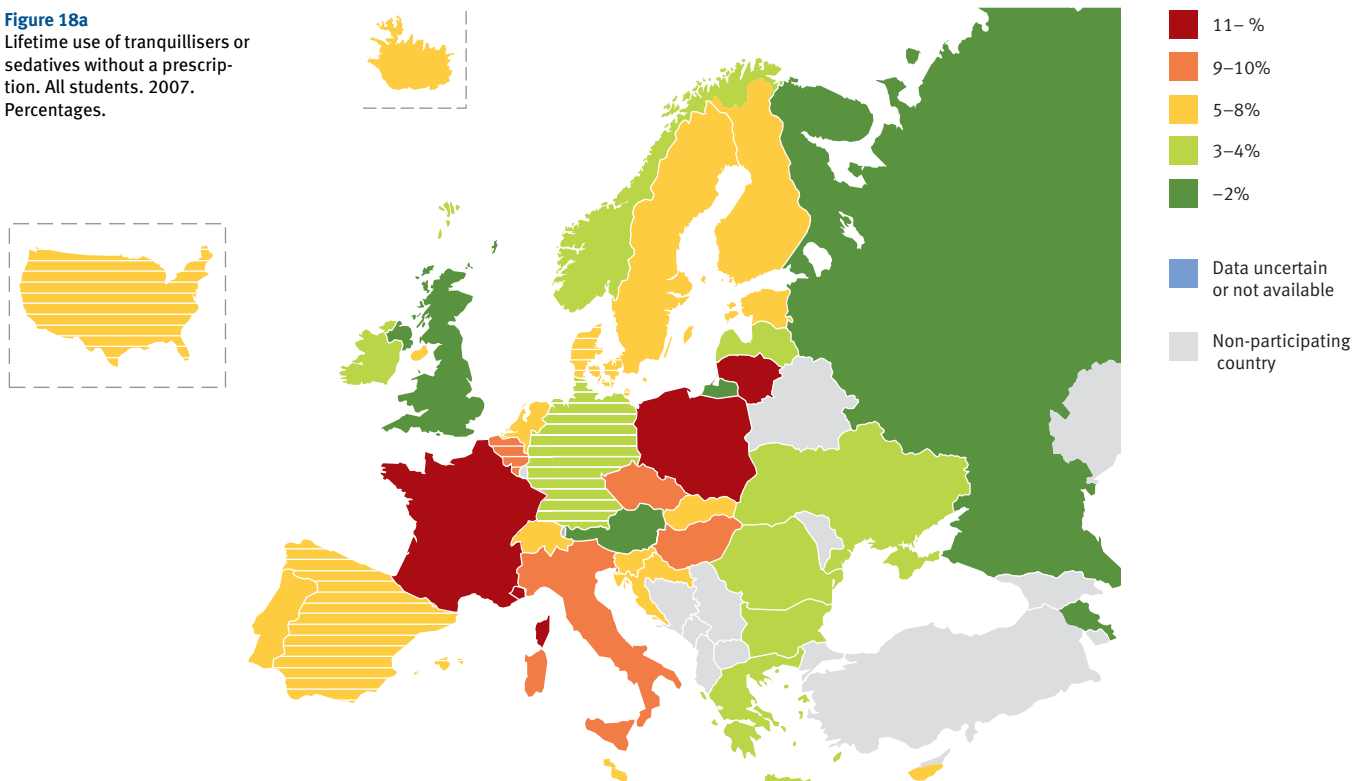 Figure 18a
Lifetime use of tranquillisers or
sedatives without a prescrip-
tion. All students. 2007.
Percentages.
11– %
9–10%
5–8%
3–4%
–2%
Data uncertain
or not available
Non-participating
country